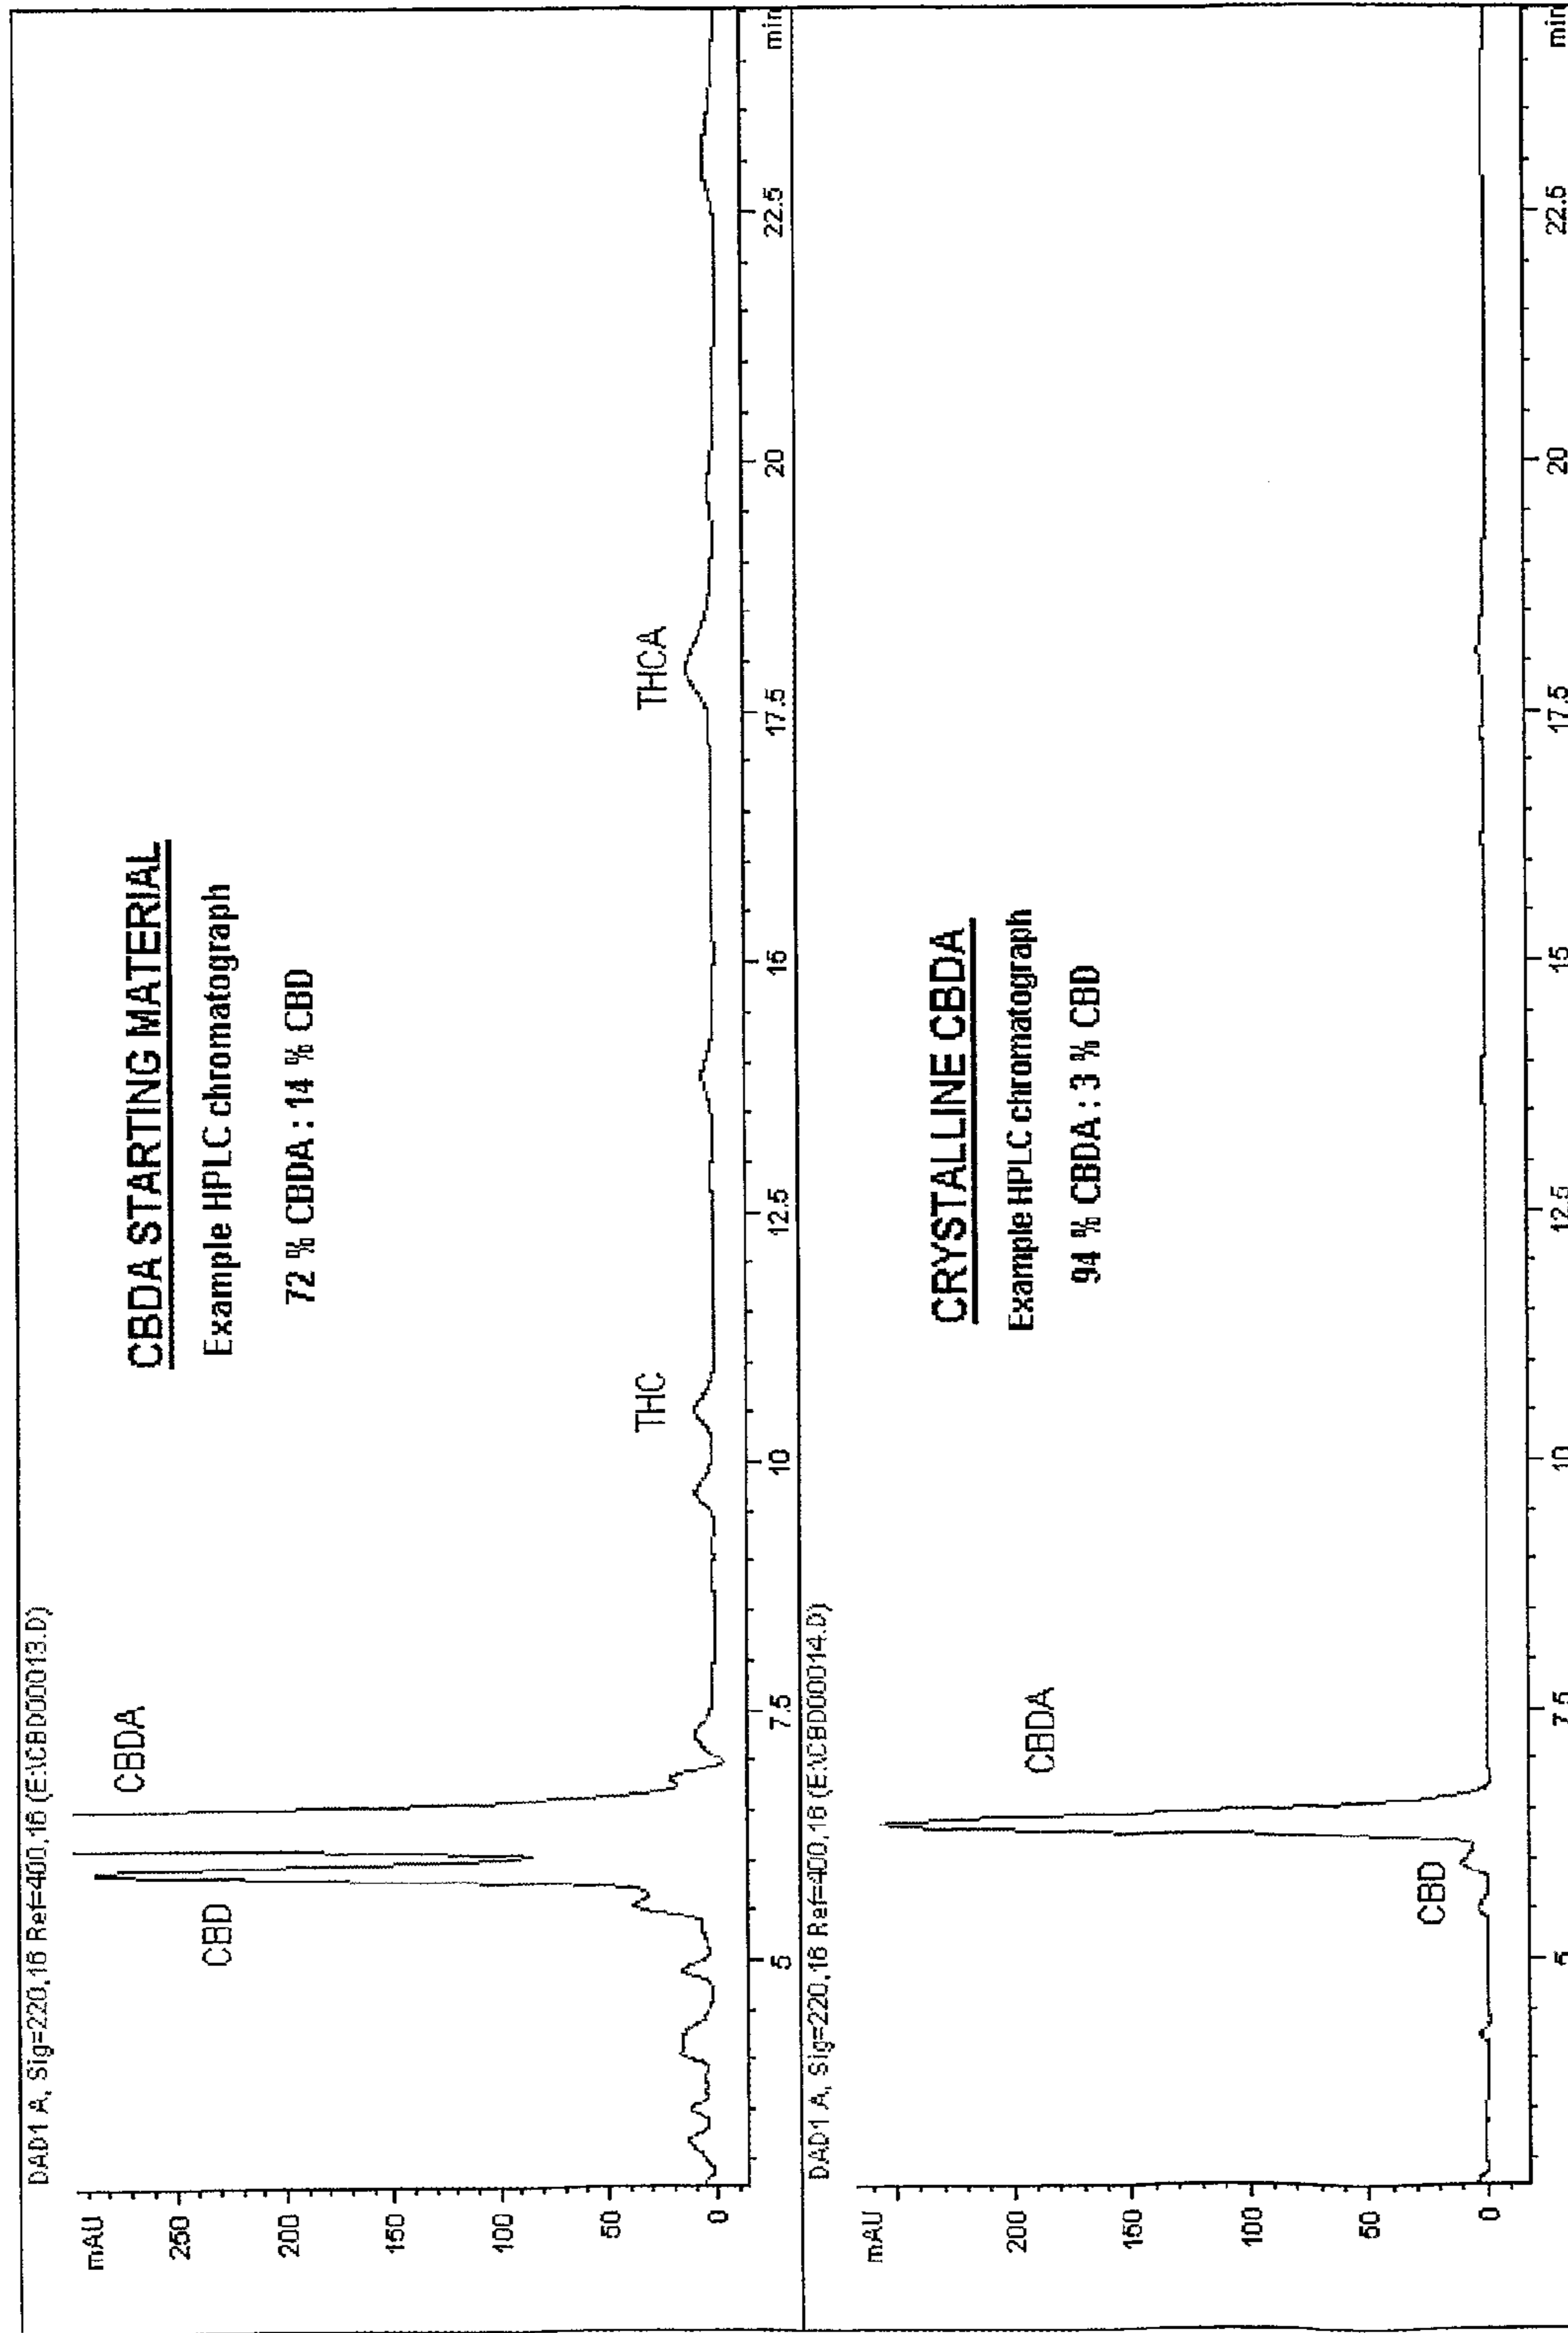 DAD1 A, Sig=220,16 Ref=400,16 (E:\CBD00013.D)
mAU
250
200
150
100
50
0
CBD
CBDA
CBDA STARTING MATERIAL
Example HPLC chromatograph
72 % CBDA : 14 % CBD
THC
THCA
5
7.5
10
12.5
15
17.5
20
22.5
min
DAD1 A, Sig=220,16 Ref=400,16 (E:\CBD00014.D)
mAU
200
150
100
50
0
CBD
CBDA
CRYSTALLINE CBDA
Example HPLC chromatograph
94 % CBDA : 3 % CBD
5
7.5
10
12.5
15
17.5
20
22.5
min